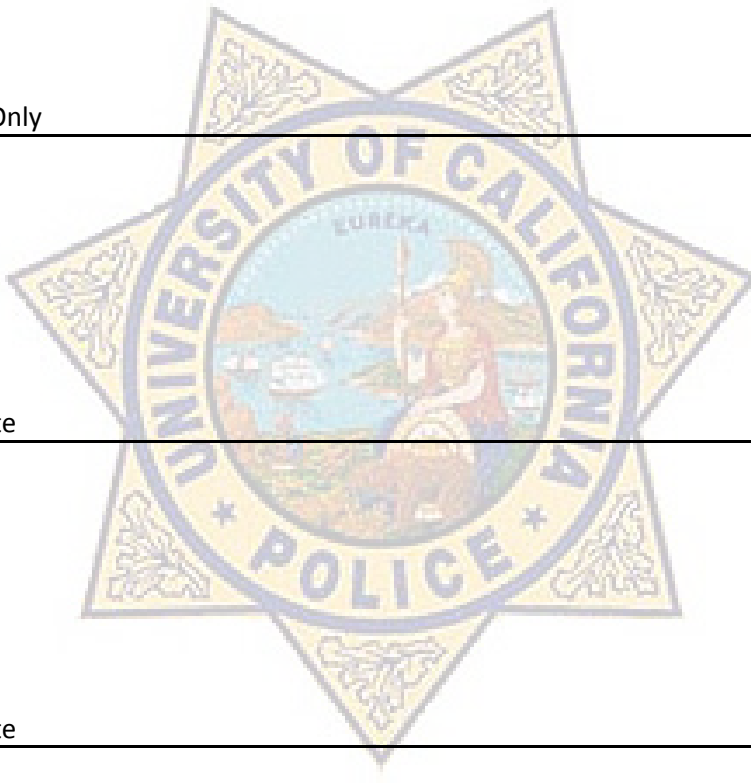 Only
UNIVERSITY OF CALIFORNIA
EUREKA
te
★ POLICE ★
te